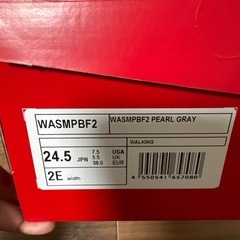 WASMPBF2 WASMPBF2 PEARL GRAY
WALKING
24.5 JPN 7.5 USA
5.5 UK
38.0 EUR
2E width
4 550541 657080